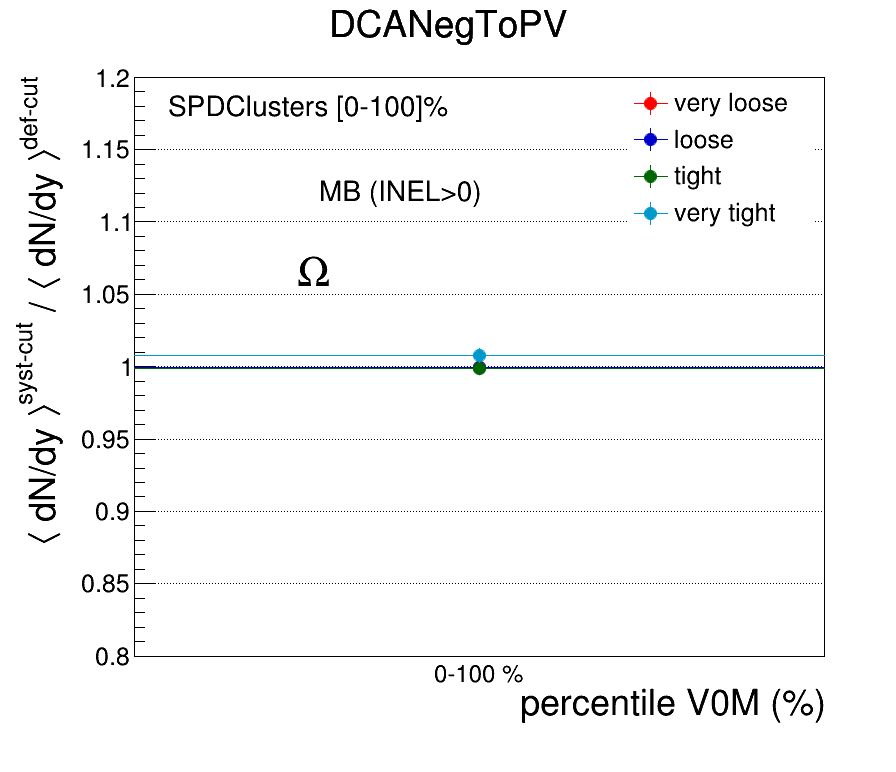 DCANegToPV
⟨ dN/dy ⟩^syst-cut / ⟨ dN/dy ⟩^def-cut
1.2
1.15
1.1
1.05
1
0.95
0.9
0.85
0.8
SPDClusters [0-100]%
MB (INEL>0)
Ω
very loose
loose
tight
very tight
0-100 %
percentile V0M (%)